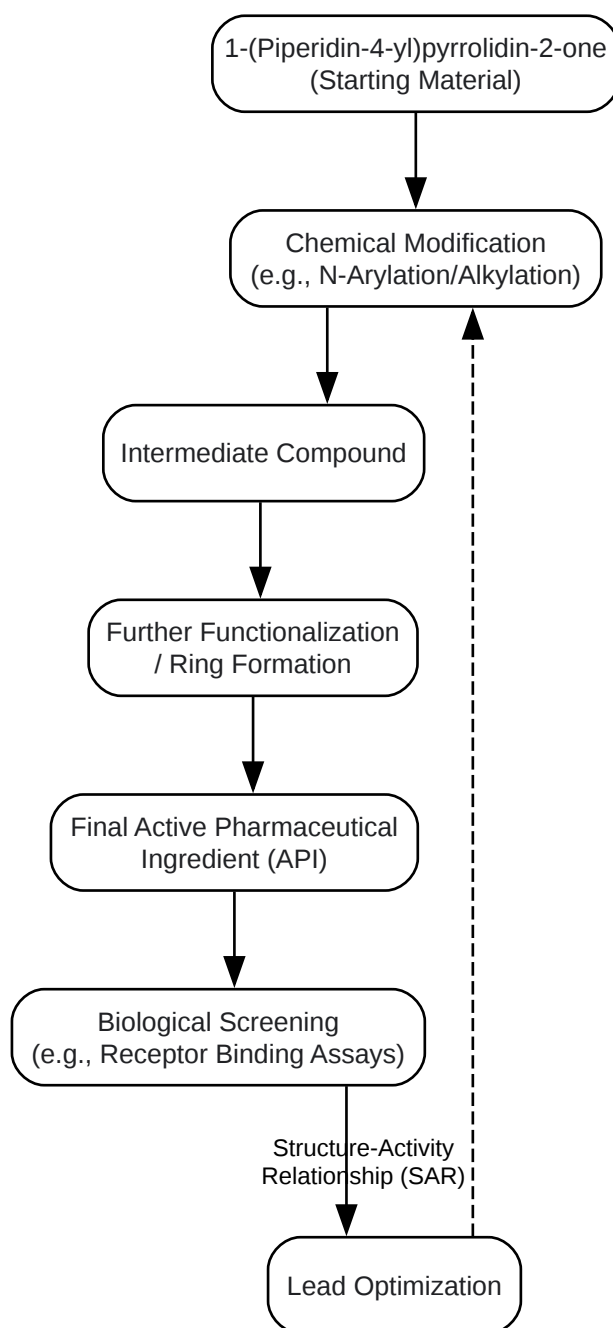 1-(Piperidin-4-yl)pyrrolidin-2-one
(Starting Material)
Chemical Modification
(e.g., N-Arylation/Alkylation)
Intermediate Compound
Further Functionalization
/ Ring Formation
Final Active Pharmaceutical
Ingredient (API)
Biological Screening
(e.g., Receptor Binding Assays)
Structure-Activity
Relationship (SAR)
Lead Optimization